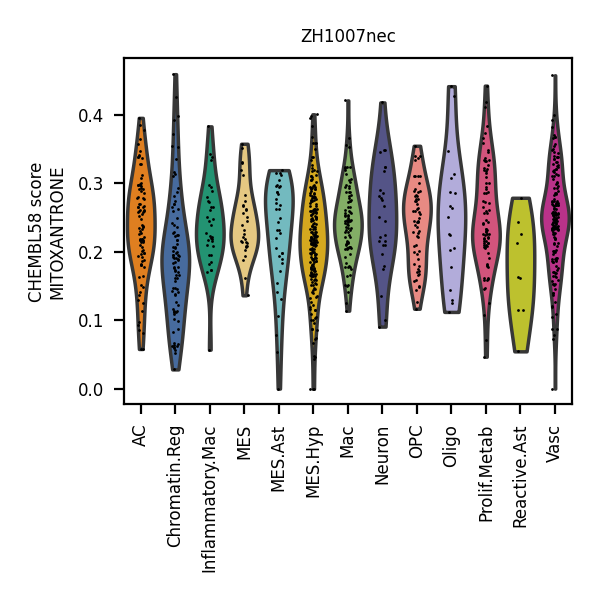 ZH1007nec
CHEMBL58 score
MITOXANTRONE
0.4
0.3
0.2
0.1
0.0
AC
Chromatin.Reg
Inflammatory.Mac
MES
MES.Ast
MES.Hyp
Mac
Neuron
OPC
Oligo
Prolif.Metab
Reactive.Ast
Vasc